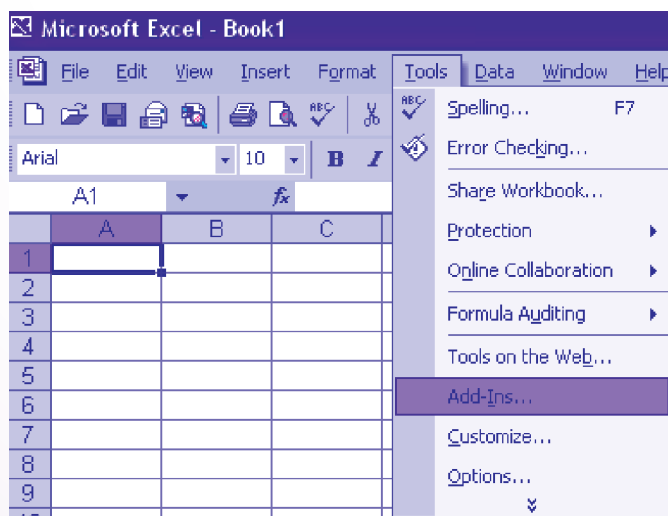 Microsoft Excel - Book1
File Edit View Insert Format Tools Data Window Help
ABC ABC Spelling... F7
Error Checking...
Arial 10 B I
Share Workbook...
A1 fx
Protection
A B C
Online Collaboration
1
2
Formula Auditing
3
4
Tools on the Web...
5
Add-Ins...
6
7
Customize...
8
Options...
9